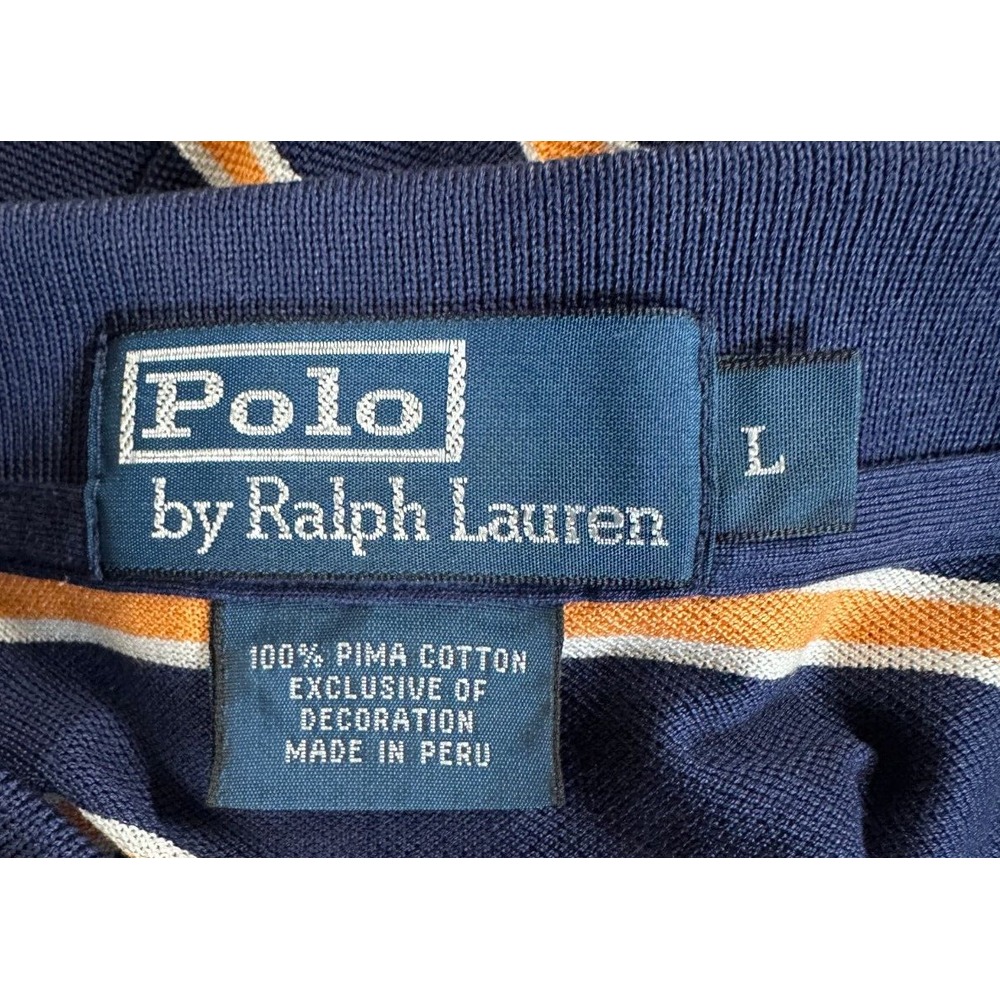 Polo
by Ralph Lauren
L
100% PIMA COTTON
EXCLUSIVE OF
DECORATION
MADE IN PERU